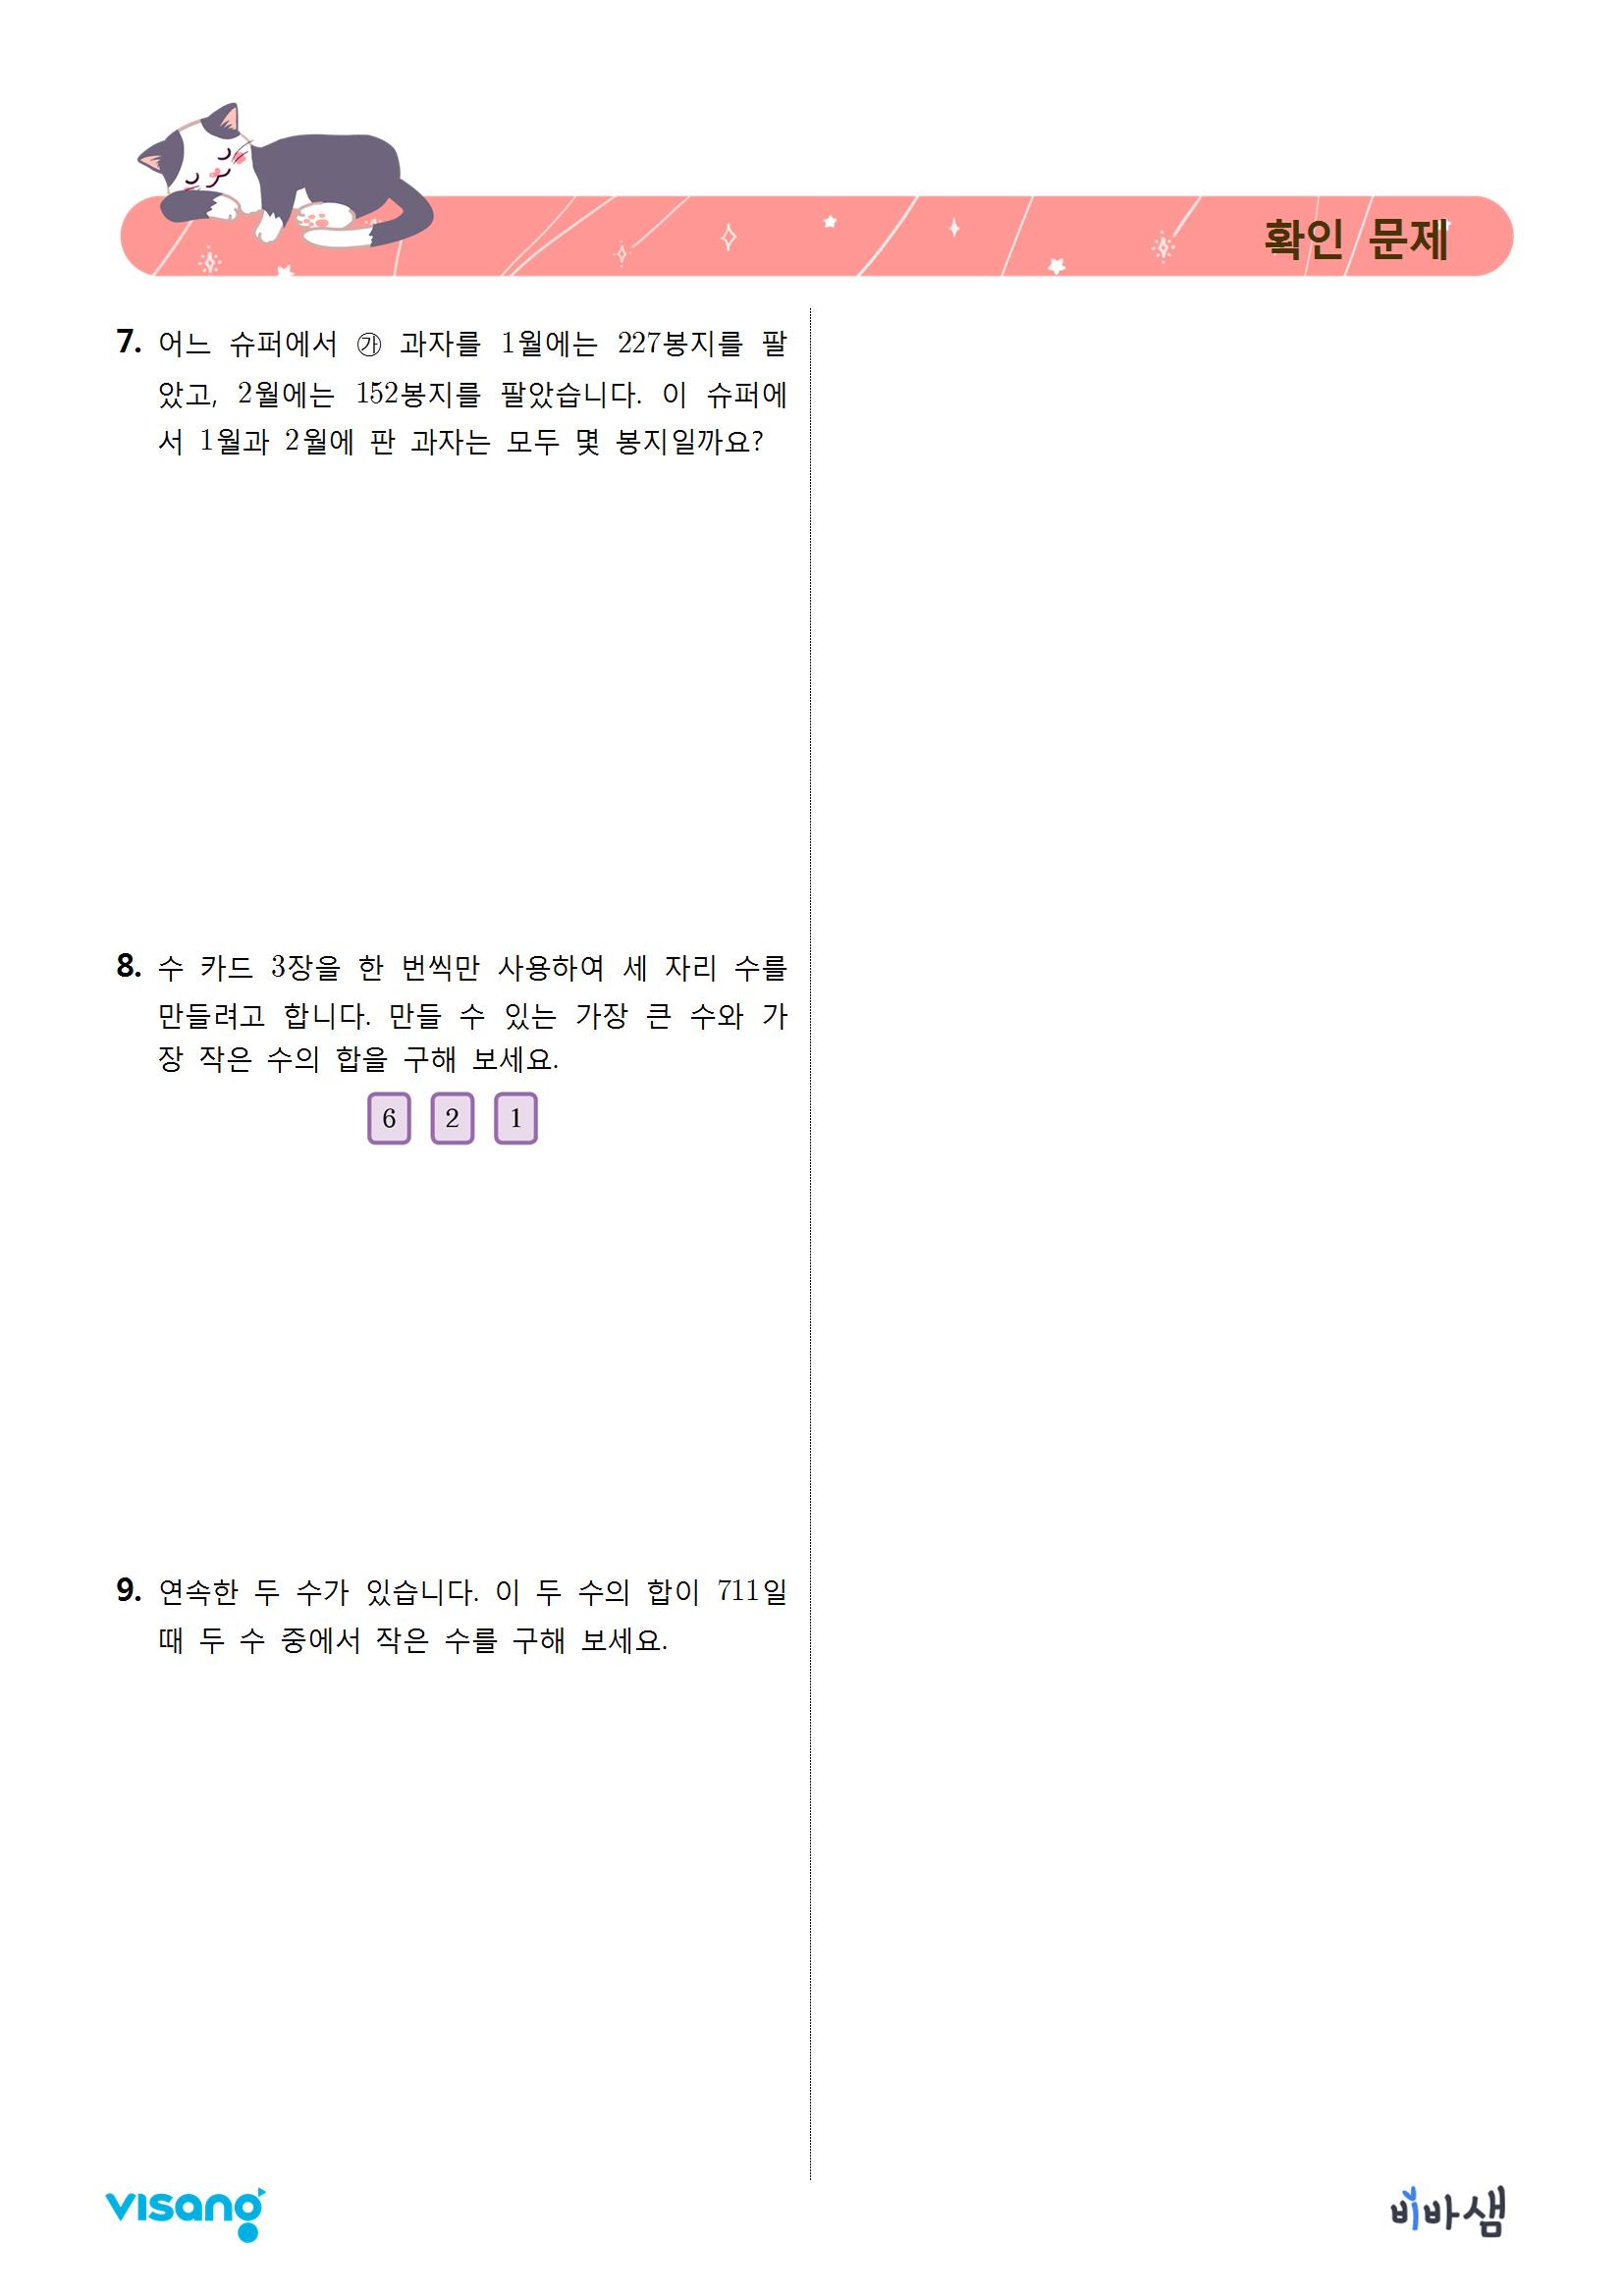 확인 문제
7. 어느 슈퍼에서 ㉮ 과자를 1월에는 227봉지를 팔
았고, 2월에는 152봉지를 팔았습니다. 이 슈퍼에
서 1월과 2월에 판 과자는 모두 몇 봉지일까요?
8. 수 카드 3장을 한 번씩만 사용하여 세 자리 수를
만들려고 합니다. 만들 수 있는 가장 큰 수와 가
장 작은 수의 합을 구해 보세요.
6 2 1
9. 연속한 두 수가 있습니다. 이 두 수의 합이 711일
때 두 수 중에서 작은 수를 구해 보세요.
visang
비바샘